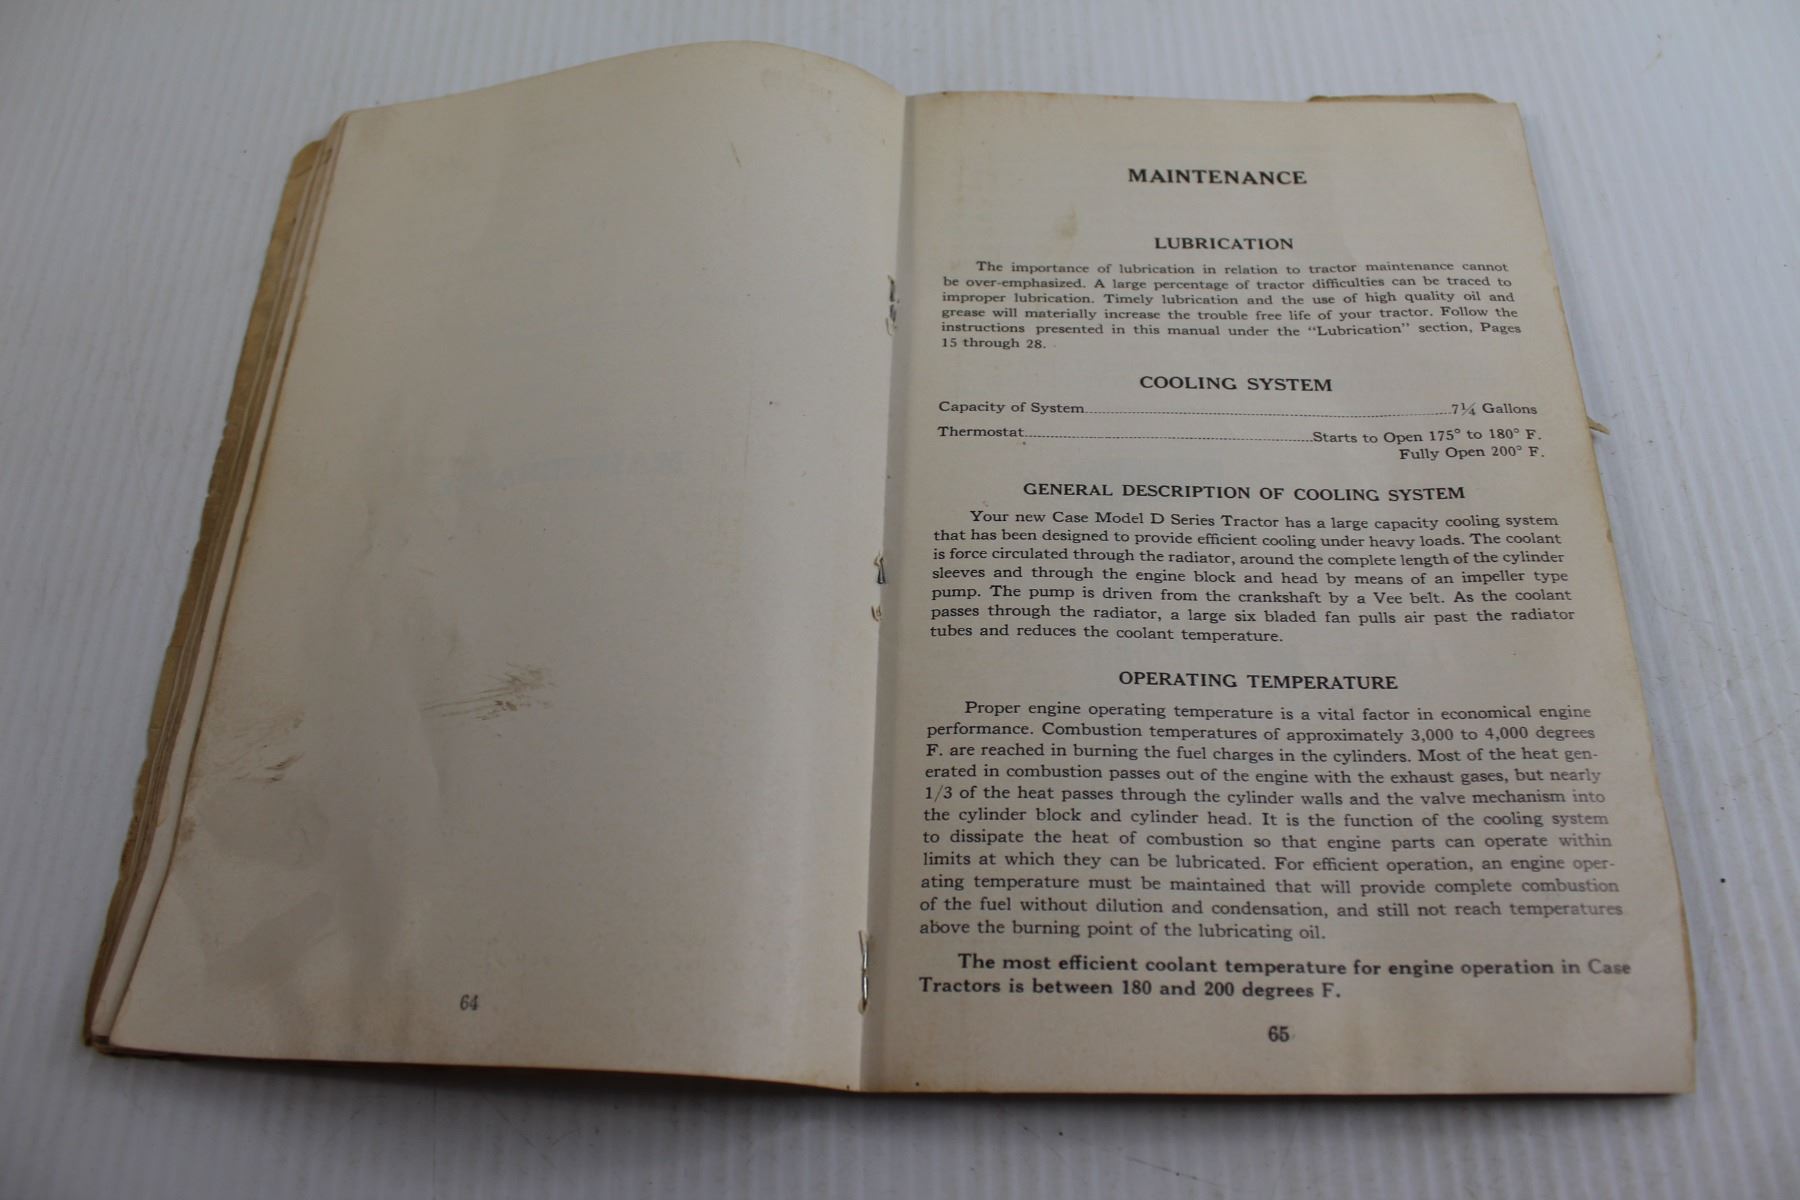 64
MAINTENANCE
LUBRICATION
The importance of lubrication in relation to tractor maintenance cannot
be over-emphasized. A large percentage of tractor difficulties can be traced to
improper lubrication. Timely lubrication and the use of high quality oil and
grease will materially increase the trouble free life of your tractor. Follow the
instructions presented in this manual under the "Lubrication" section, Pages
15 through 28.
COOLING SYSTEM
Capacity of System........7¼ Gallons
Thermostat........Starts to Open 175° to 180° F.
Fully Open 200° F.
GENERAL DESCRIPTION OF COOLING SYSTEM
Your new Case Model D Series Tractor has a large capacity cooling system
that has been designed to provide efficient cooling under heavy loads. The coolant
is force circulated through the radiator, around the complete length of the cylinder
sleeves and through the engine block and head by means of an impeller type
pump. The pump is driven from the crankshaft by a Vee belt. As the coolant
passes through the radiator, a large six bladed fan pulls air past the radiator
tubes and reduces the coolant temperature.
OPERATING TEMPERATURE
Proper engine operating temperature is a vital factor in economical engine
performance. Combustion temperatures of approximately 3,000 to 4,000 degrees
F. are reached in burning the fuel charges in the cylinders. Most of the heat gen-
erated in combustion passes out of the engine with the exhaust gases, but nearly
1/3 of the heat passes through the cylinder walls and the valve mechanism into
the cylinder block and cylinder head. It is the function of the cooling system
to dissipate the heat of combustion so that engine parts can operate within
limits at which they can be lubricated. For efficient operation, an engine oper-
ating temperature must be maintained that will provide complete combustion
of the fuel without dilution and condensation, and still not reach temperatures
above the burning point of the lubricating oil.
The most efficient coolant temperature for engine operation in Case
Tractors is between 180 and 200 degrees F.
65